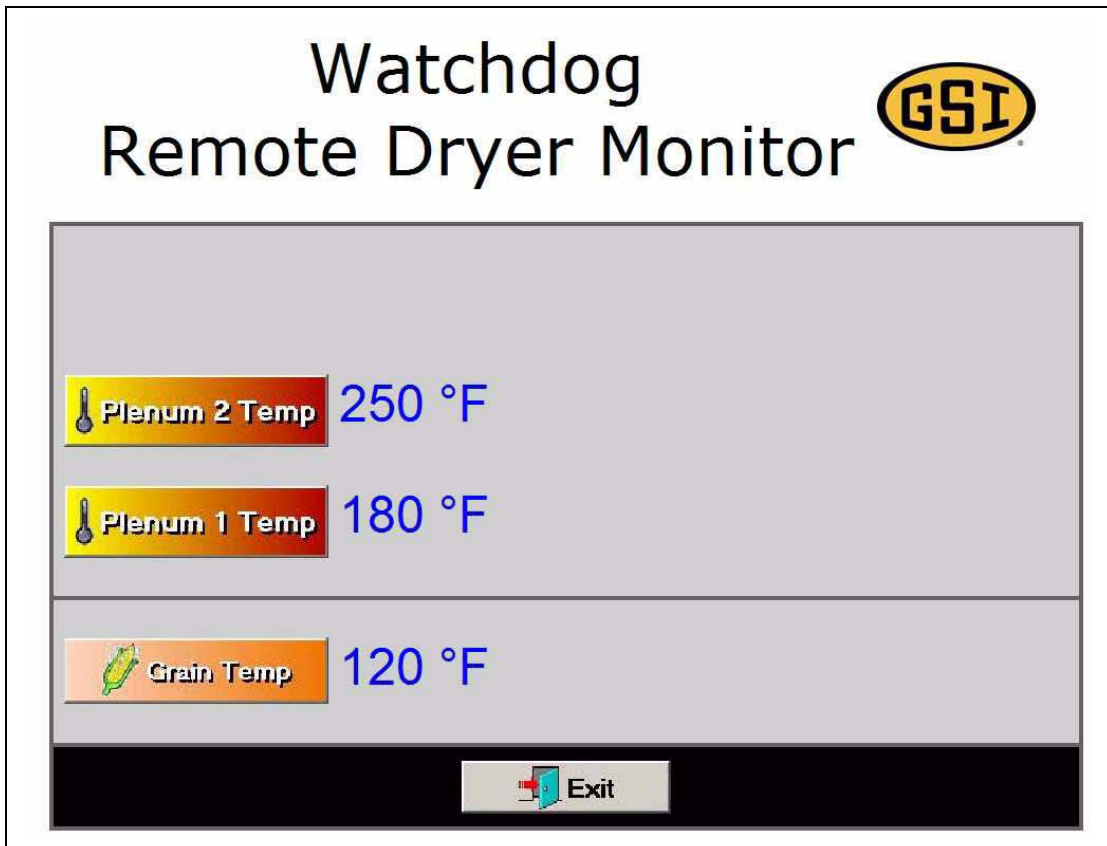 Watchdog
Remote Dryer Monitor
GSI
Plenum 2 Temp 250 °F
Plenum 1 Temp 180 °F
Grain Temp 120 °F
Exit